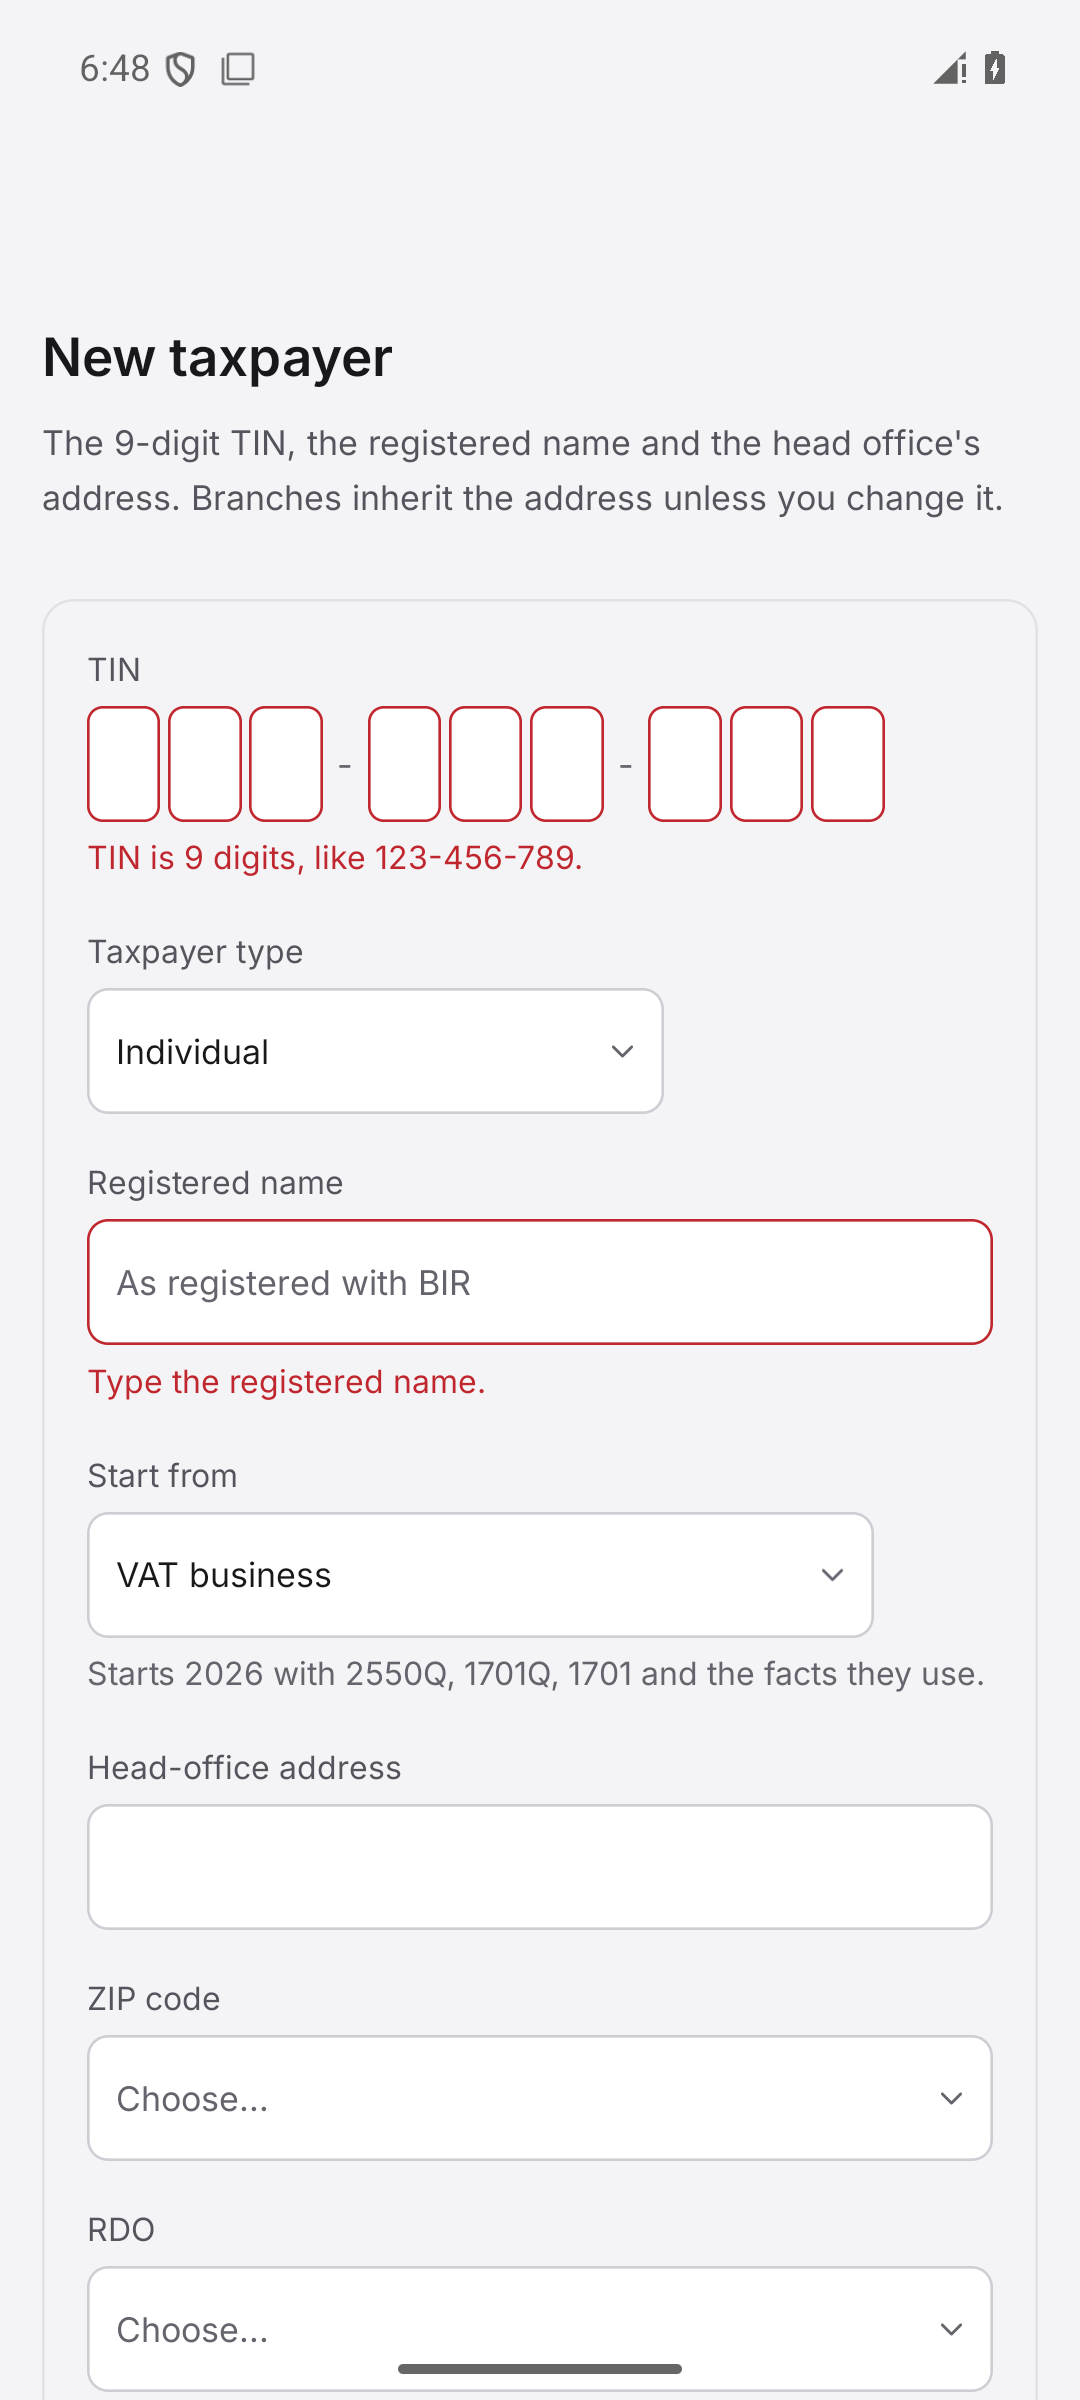 6:48
New taxpayer
The 9-digit TIN, the registered name and the head office's
address. Branches inherit the address unless you change it.
TIN
- -
TIN is 9 digits, like 123-456-789.
Taxpayer type
Individual
Registered name
As registered with BIR
Type the registered name.
Start from
VAT business
Starts 2026 with 2550Q, 1701Q, 1701 and the facts they use.
Head-office address
ZIP code
Choose...
RDO
Choose...